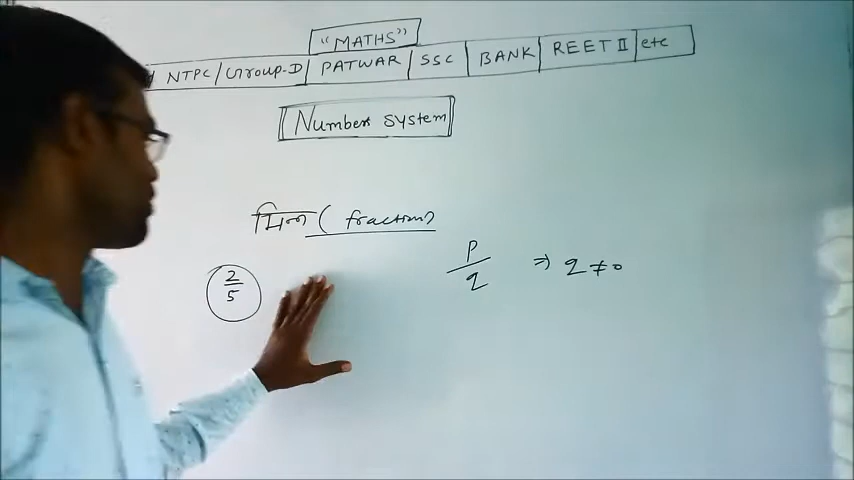 "MATHS"
NTPC/Group-D PATWAR SSC BANK REET II etc
Number system
भिन्न ( fraction)
p
2
q ⇒ q ≠ 0
5